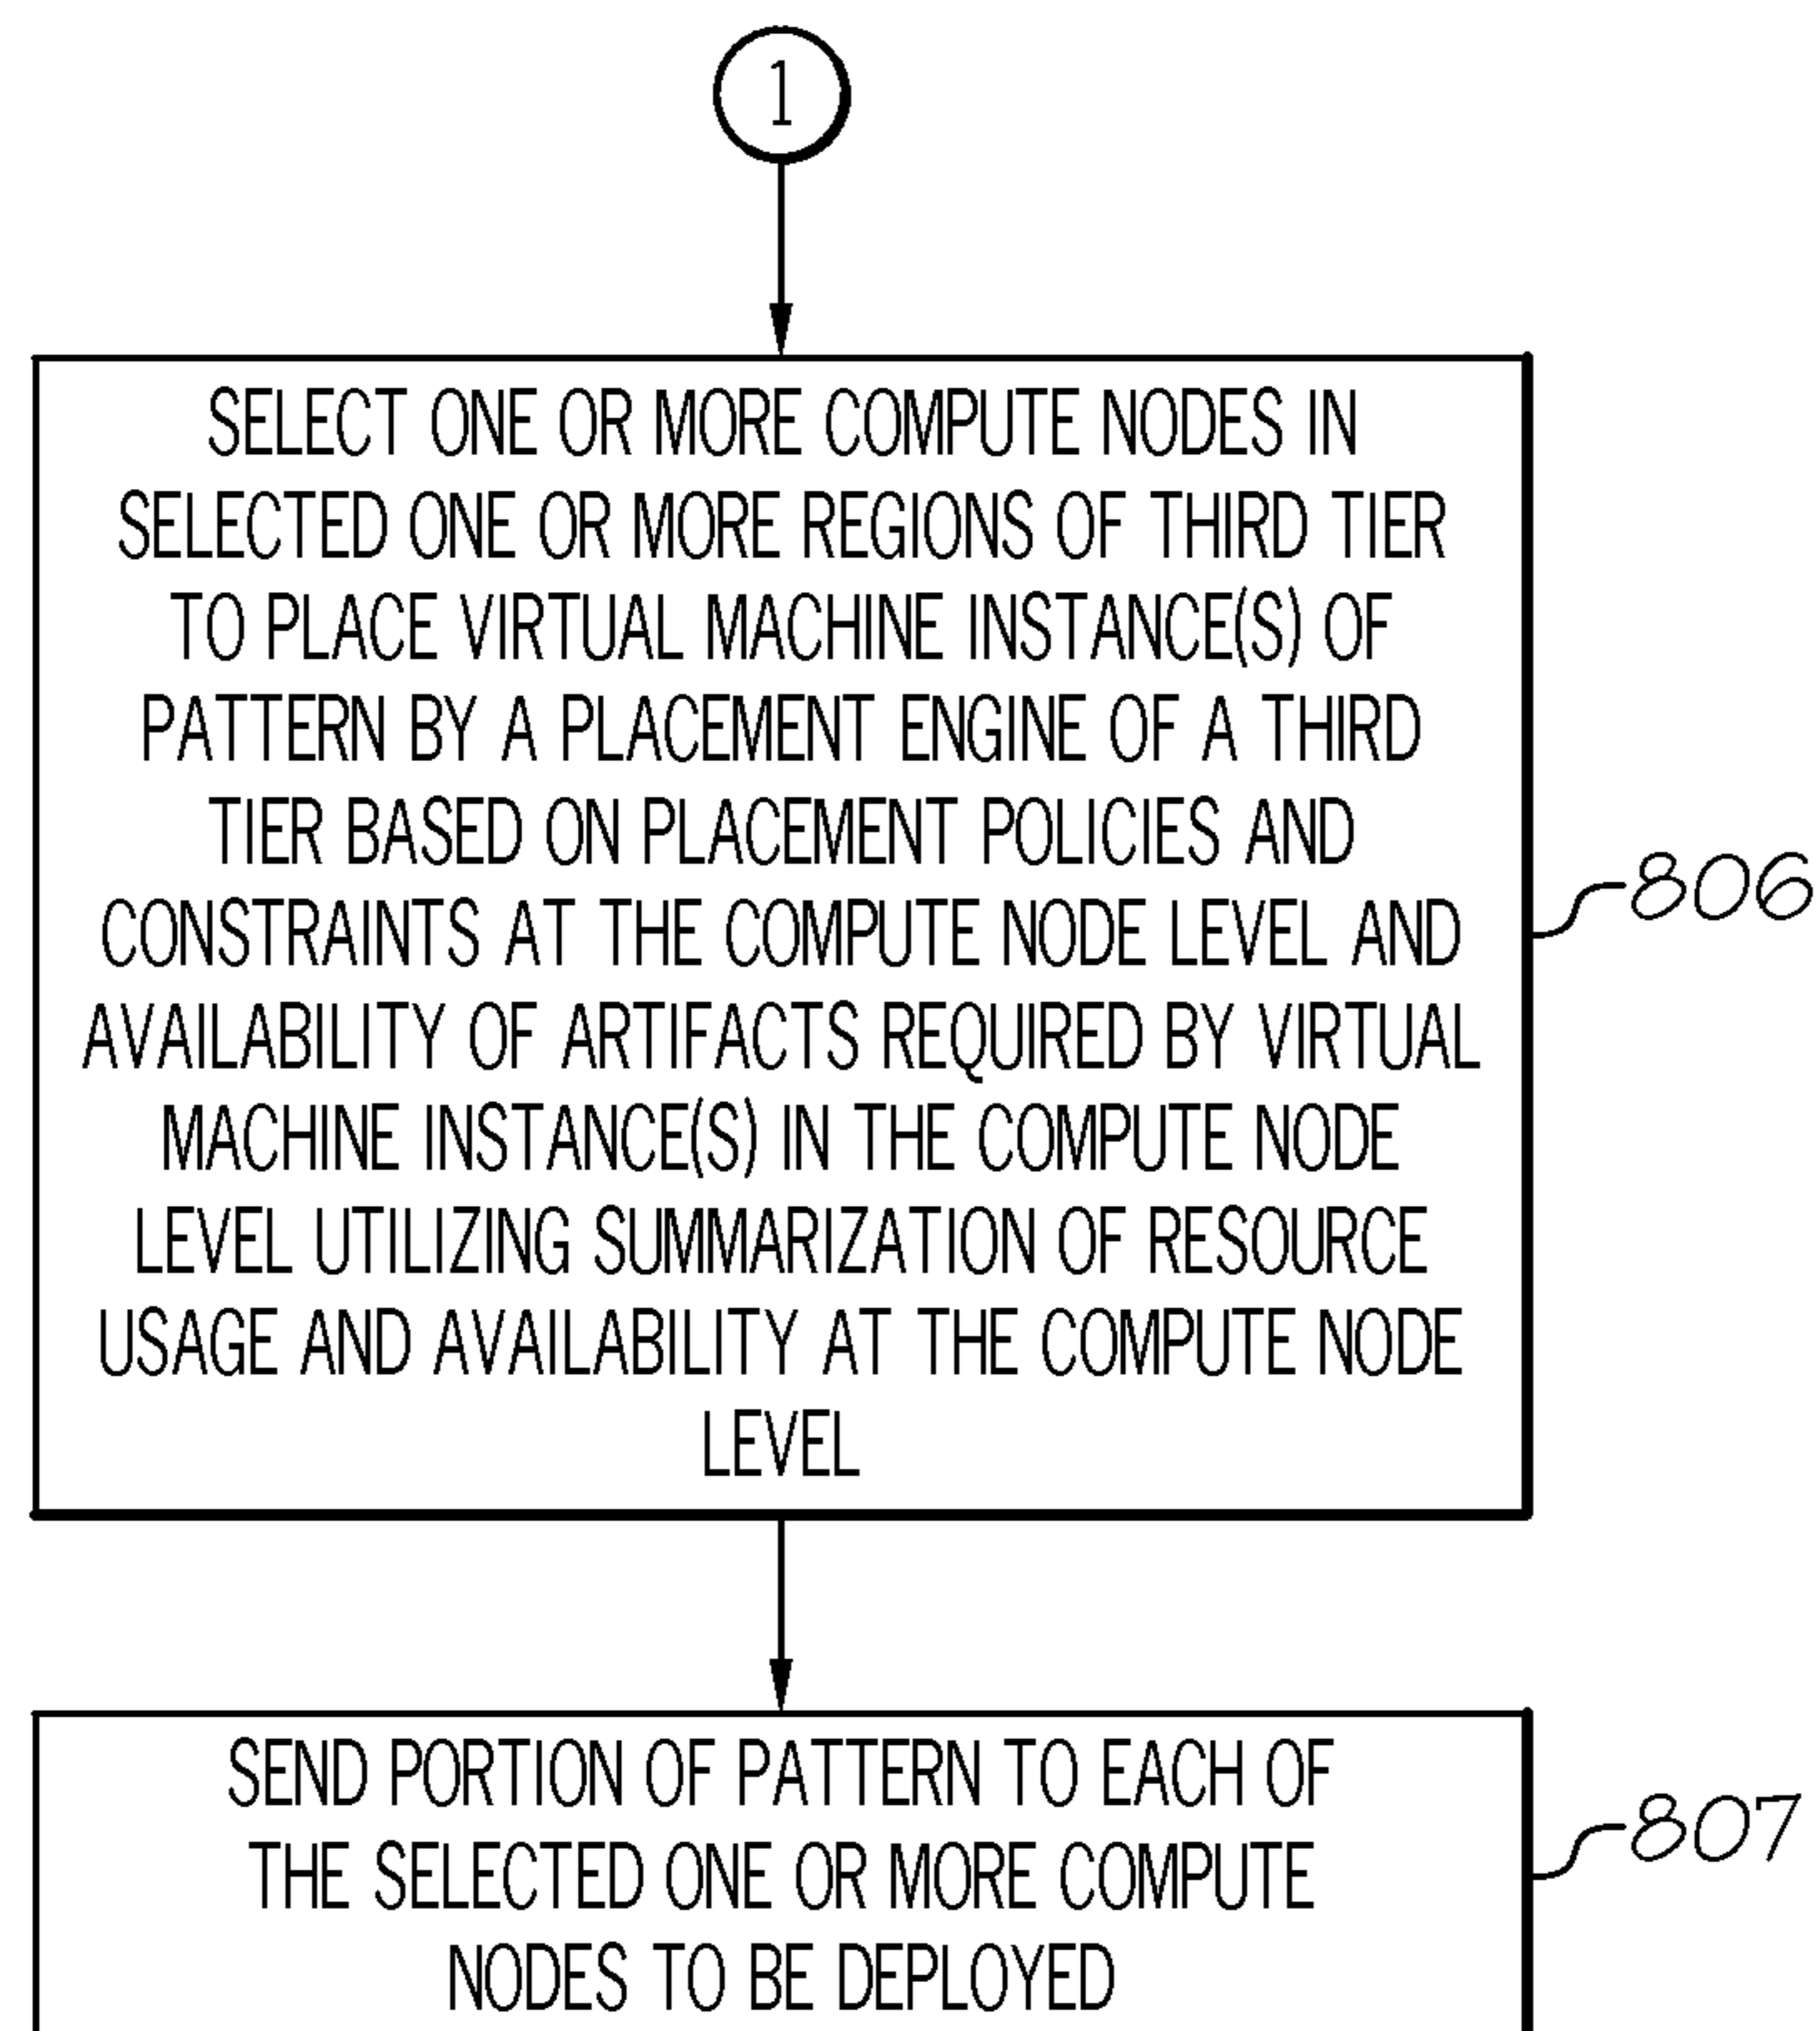 1
SELECT ONE OR MORE COMPUTE NODES IN
SELECTED ONE OR MORE REGIONS OF THIRD TIER
TO PLACE VIRTUAL MACHINE INSTANCE(S) OF
PATTERN BY A PLACEMENT ENGINE OF A THIRD
TIER BASED ON PLACEMENT POLICIES AND
CONSTRAINTS AT THE COMPUTE NODE LEVEL AND
AVAILABILITY OF ARTIFACTS REQUIRED BY VIRTUAL
MACHINE INSTANCE(S) IN THE COMPUTE NODE
LEVEL UTILIZING SUMMARIZATION OF RESOURCE
USAGE AND AVAILABILITY AT THE COMPUTE NODE
LEVEL
806
SEND PORTION OF PATTERN TO EACH OF
THE SELECTED ONE OR MORE COMPUTE
NODES TO BE DEPLOYED
807